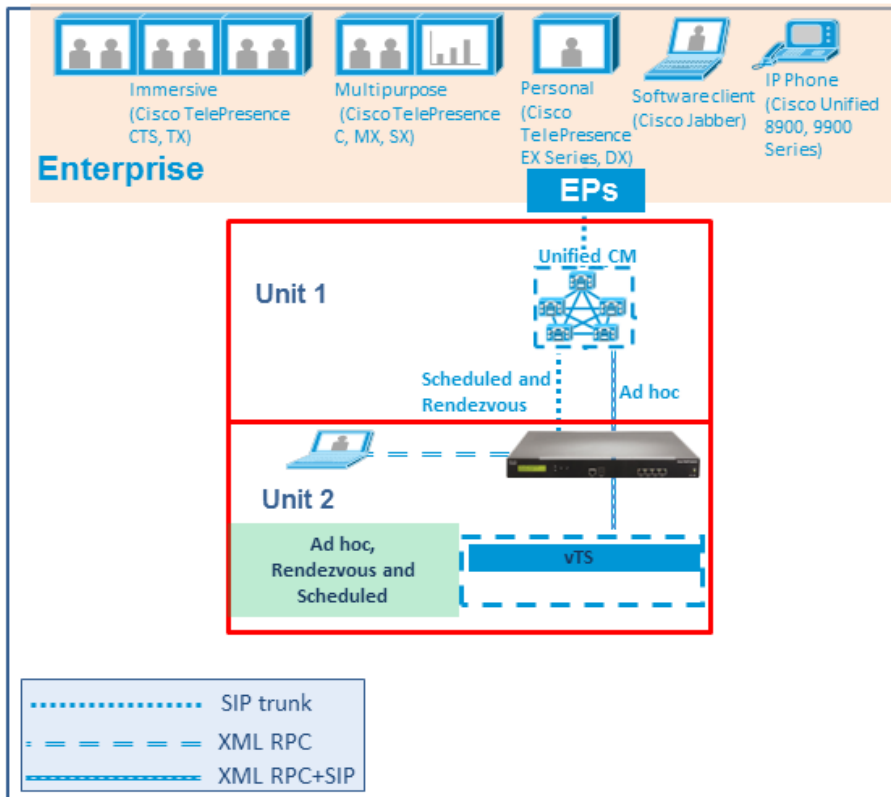 Immersive
(Cisco TelePresence
CTS, TX)
Multipurpose
(Cisco TelePresence
C, MX, SX)
Personal
(Cisco
TelePresence
EX Series, DX)
Software client
(Cisco Jabber)
IP Phone
(Cisco Unified
8900, 9900
Series)
Enterprise
EPs
Unified CM
Unit 1
Scheduled and
Rendezvous
Ad hoc
Unit 2
Ad hoc,
Rendezvous and
Scheduled
vTS
SIP trunk
XML RPC
XML RPC+SIP